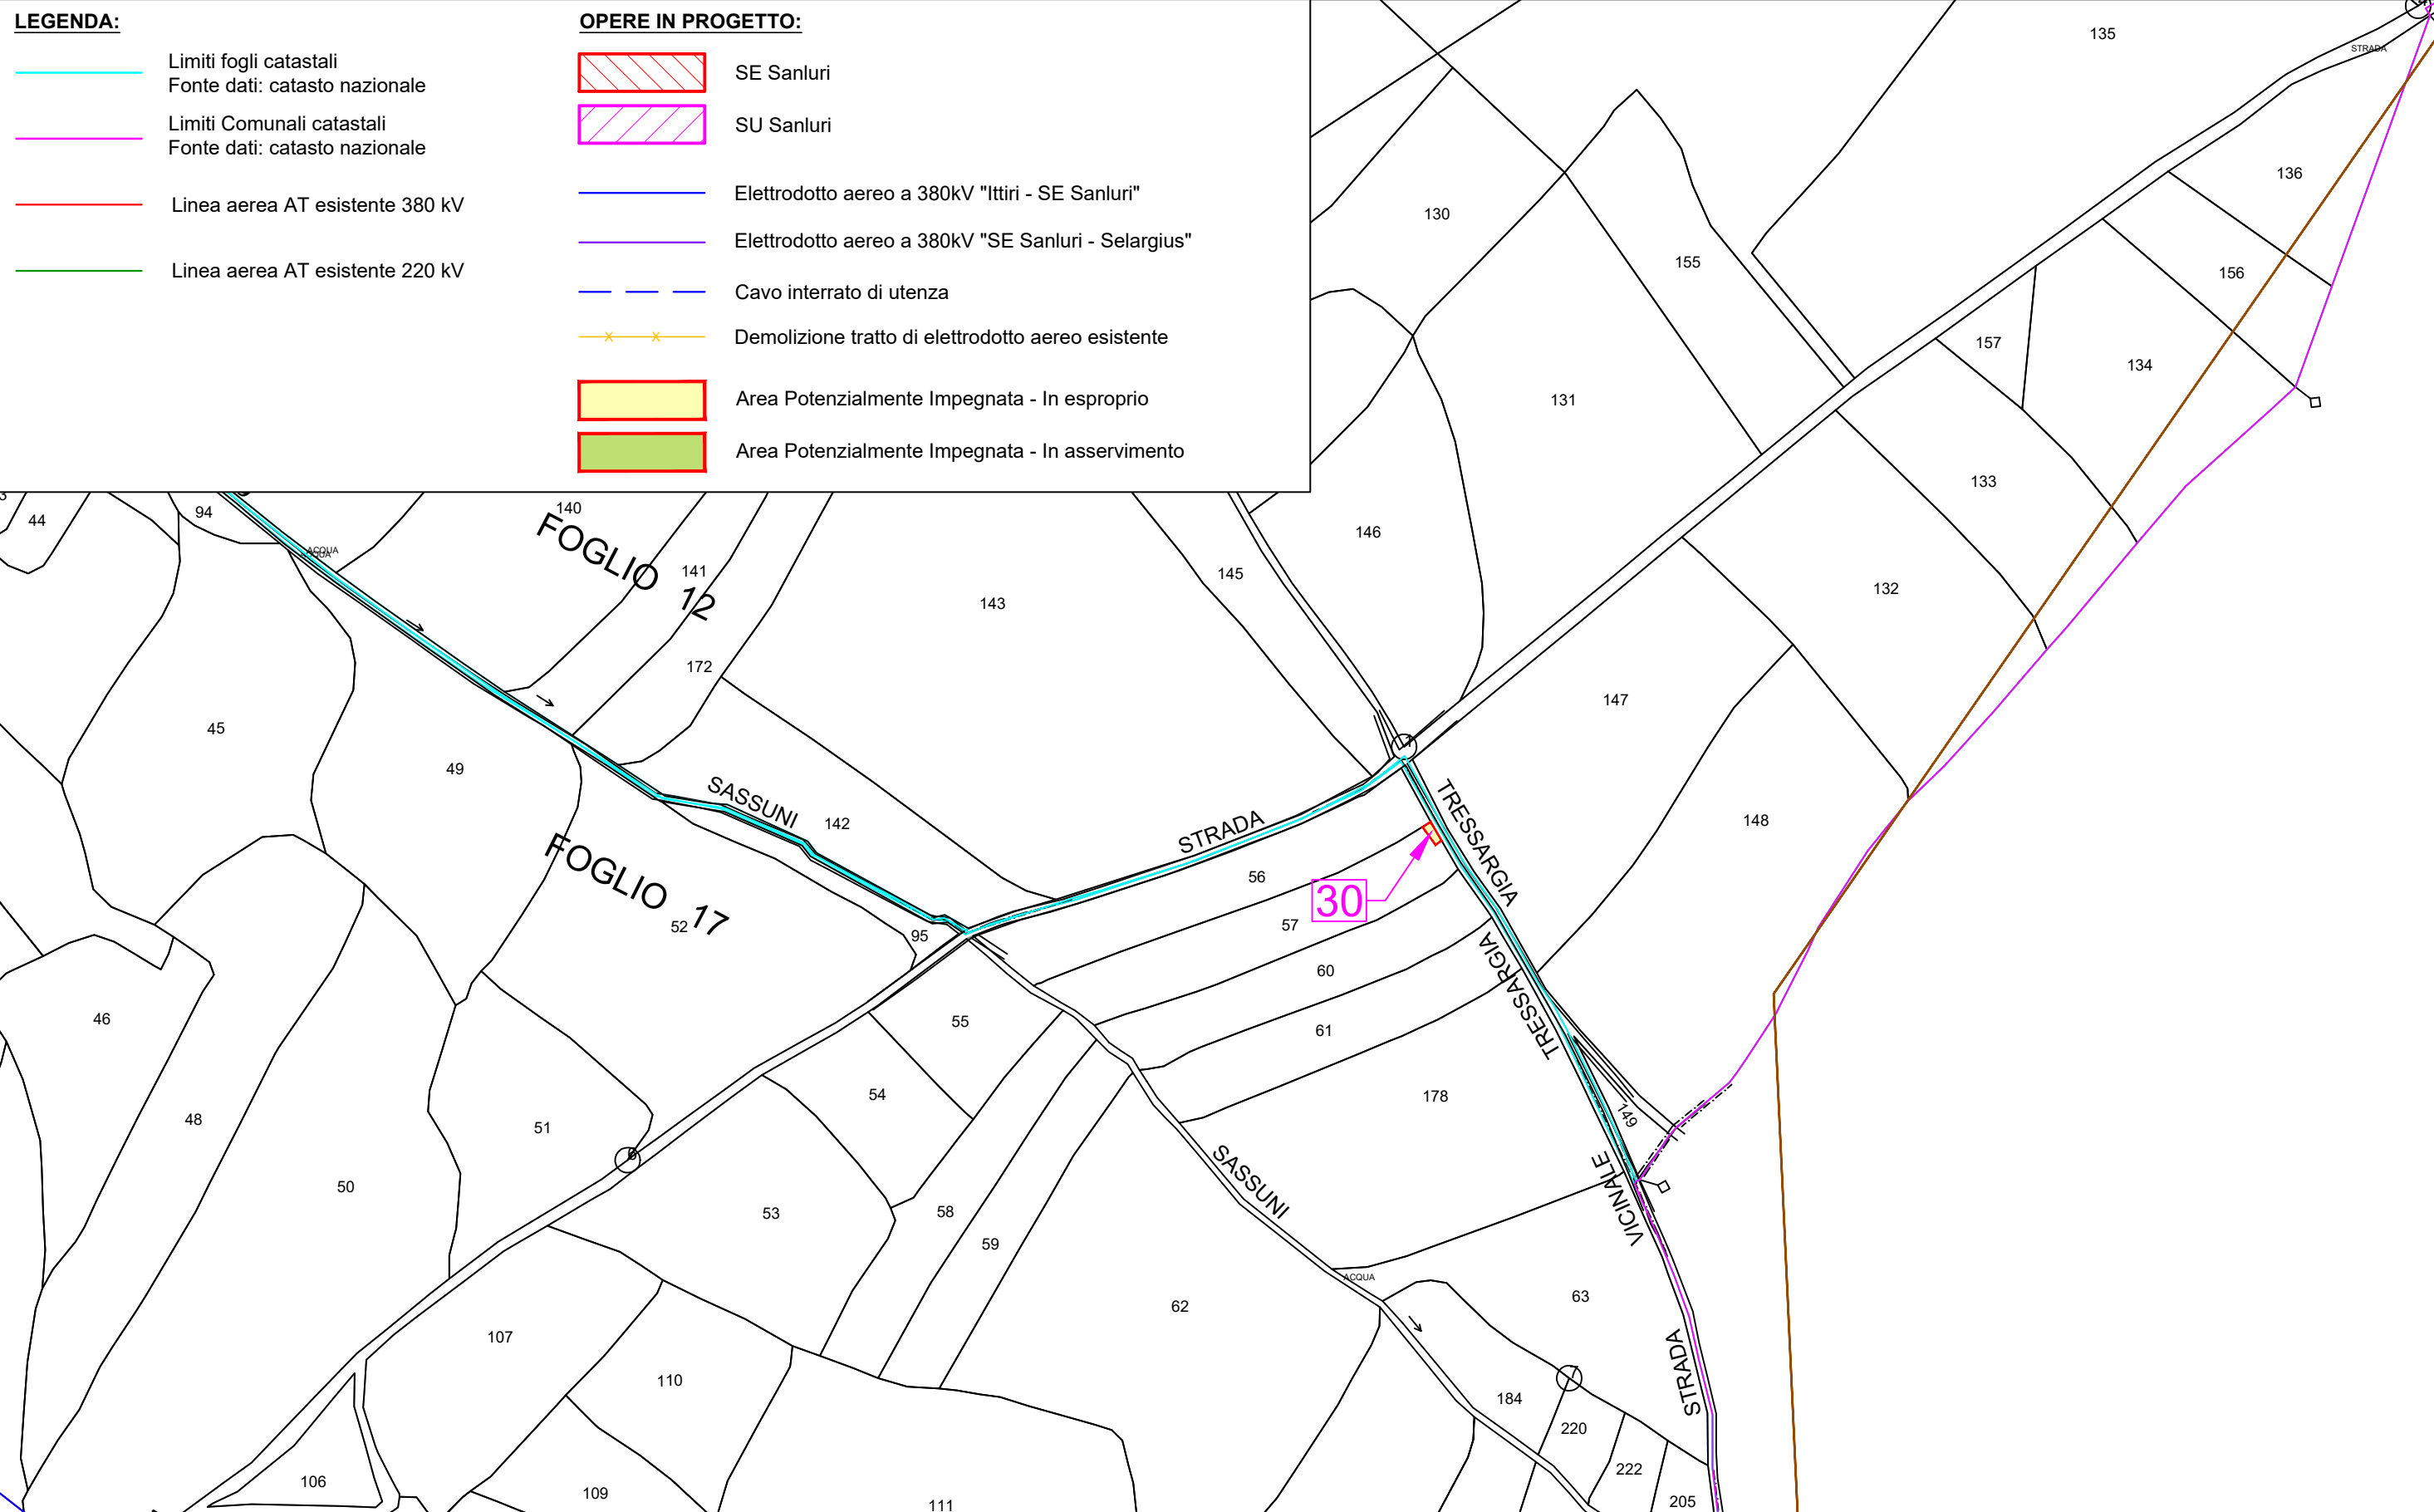 LEGENDA:
Limiti fogli catastali
Fonte dati: catasto nazionale
Limiti Comunali catastali
Fonte dati: catasto nazionale
Linea aerea AT esistente 380 kV
Linea aerea AT esistente 220 kV
OPERE IN PROGETTO:
SE Sanluri
SU Sanluri
Elettrodotto aereo a 380kV "Ittiri - SE Sanluri"
Elettrodotto aereo a 380kV "SE Sanluri - Selargius"
Cavo interrato di utenza
Demolizione tratto di elettrodotto aereo esistente
Area Potenzialmente Impegnata - In esproprio
Area Potenzialmente Impegnata - In asservimento
135
STRADA
136
130
155
156
157
134
131
133
44
94
140
ACQUA
ACQUA
FOGLIO 12
141
145
146
132
143
172
147
45
49
SASSUNI
142
STRADA
1
TRESSARGIA
148
FOGLIO 17
52
95
56
30
57
60
TRESSARGIA
61
46
55
48
54
178
149
51
6
50
53
58
59
SASSUNI
VICINALE
ACQUA
62
63
107
110
STRADA
7
184
220
222
106
109
111
205